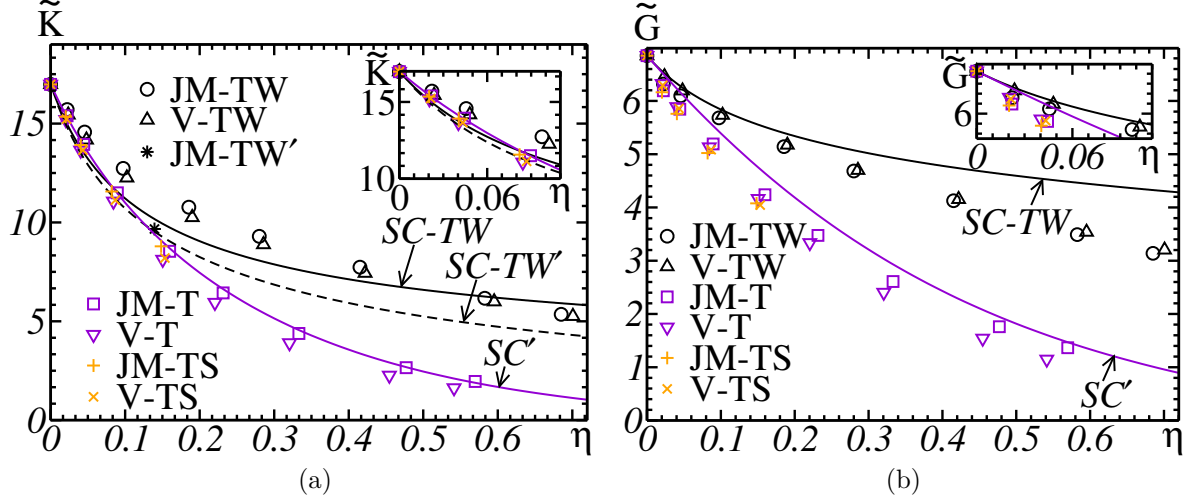 K̃
15
10
5
0
0
0.1
0.2
0.3
0.4
0.5
0.6
η
JM-TW
V-TW
JM-TW′
JM-T
V-T
JM-TS
V-TS
SC-TW
SC-TW′
SC′
K̃
15
10
0
0.06
η
(a)
G̃
6
5
4
3
2
1
0
0
0.1
0.2
0.3
0.4
0.5
0.6
η
JM-TW
V-TW
JM-T
V-T
JM-TS
V-TS
SC-TW
SC′
G̃
6
0
0.06
η
(b)